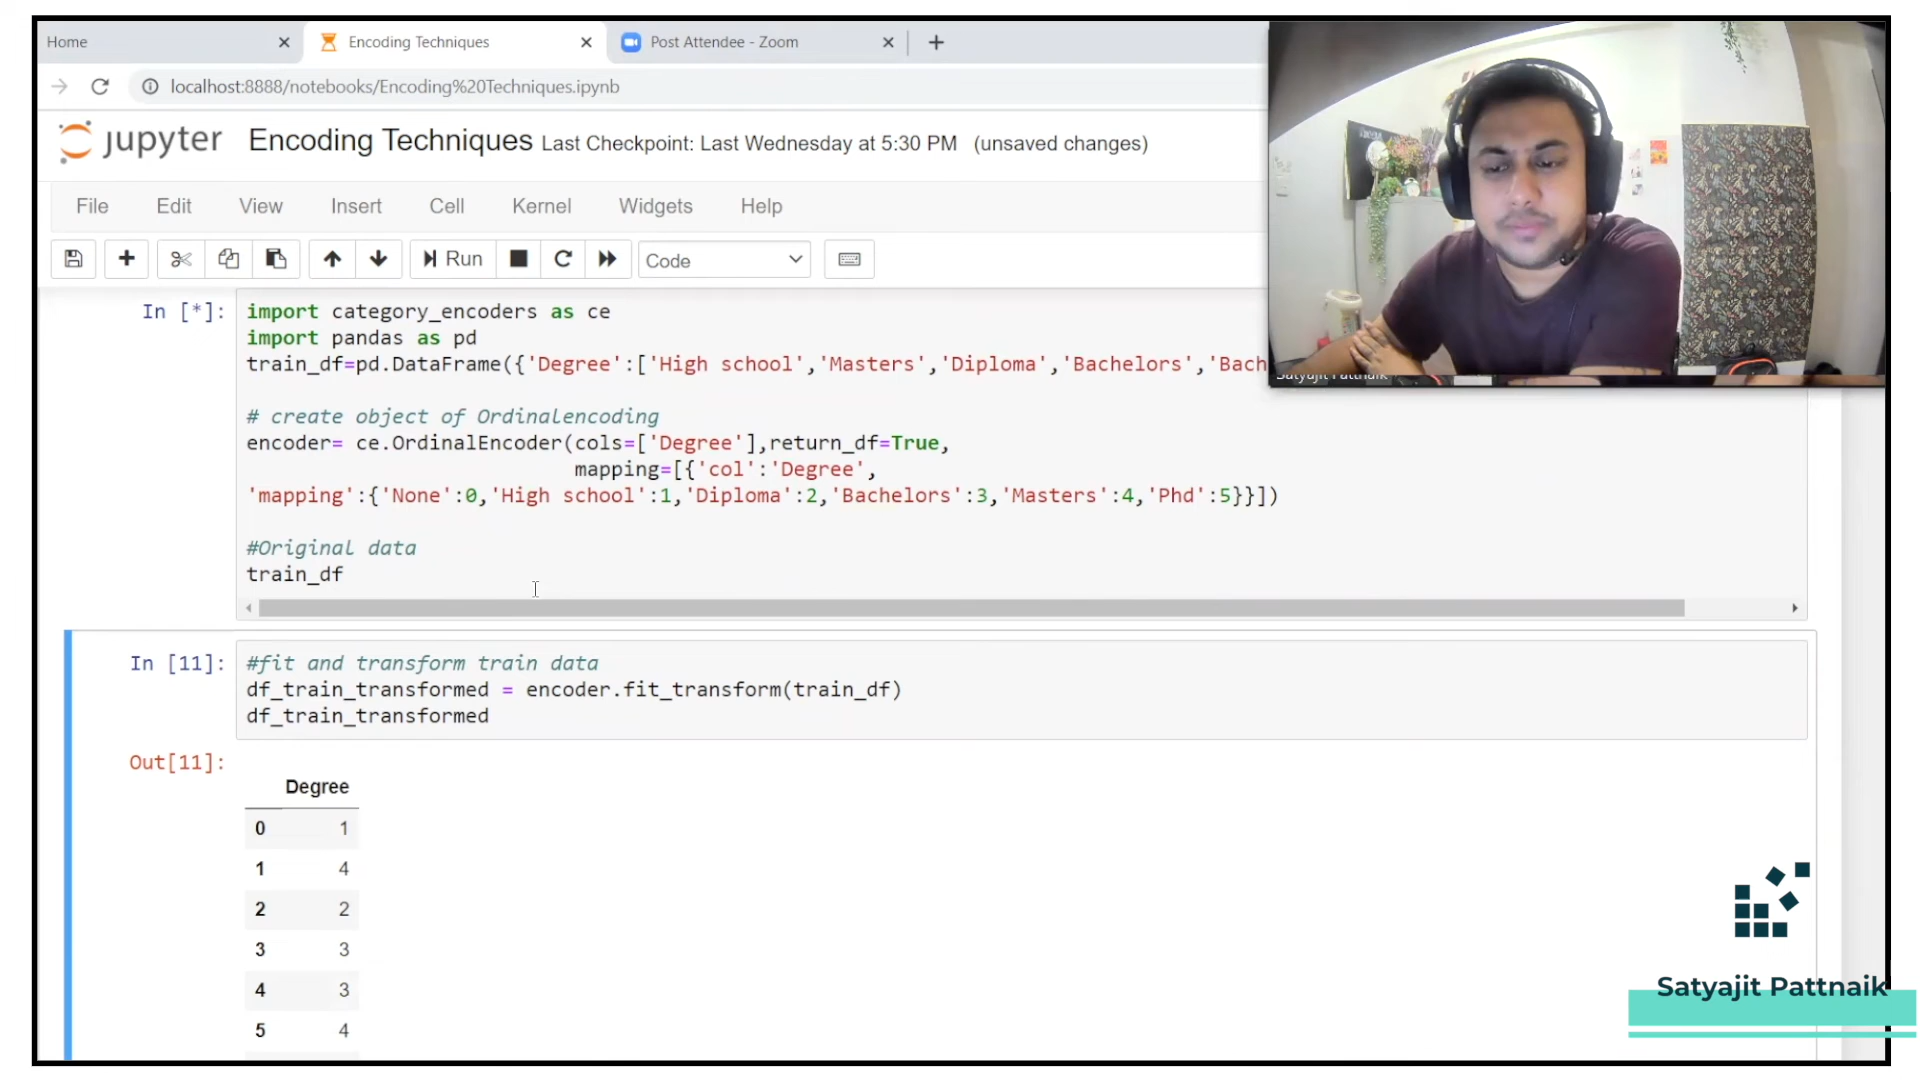 Home
Encoding Techniques
Post Attendee - Zoom
localhost:8888/notebooks/Encoding%20Techniques.ipynb
jupyter Encoding Techniques Last Checkpoint: Last Wednesday at 5:30 PM (unsaved changes)
File Edit View Insert Cell Kernel Widgets Help
Run Code
In [*]:
import category_encoders as ce
import pandas as pd
train_df=pd.DataFrame({'Degree':['High school','Masters','Diploma','Bachelors','Bach
# create object of Ordinalencoding
encoder= ce.OrdinalEncoder(cols=['Degree'],return_df=True,
mapping=[{'col':'Degree',
'mapping':{'None':0,'High school':1,'Diploma':2,'Bachelors':3,'Masters':4,'Phd':5}}])
#Original data
train_df
In [11]:
#fit and transform train data
df_train_transformed = encoder.fit_transform(train_df)
df_train_transformed
Out[11]:
Degree
0 1
1 4
2 2
3 3
4 3
5 4
Satyajit Pattnaik
Satyajit Pattnaik